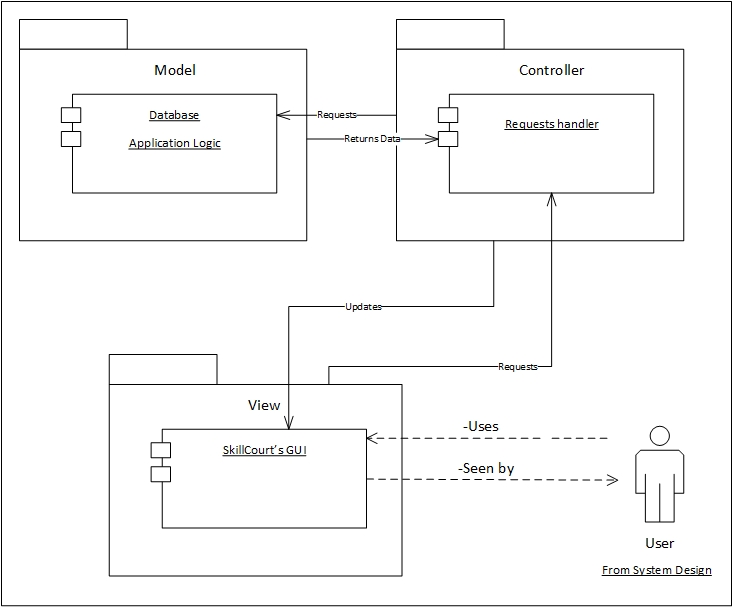 Model
Controller
Database
Application Logic
Requests
Requests handler
Returns Data
Updates
Requests
View
SkillCourt's GUI
-Uses
-Seen by
User
From System Design